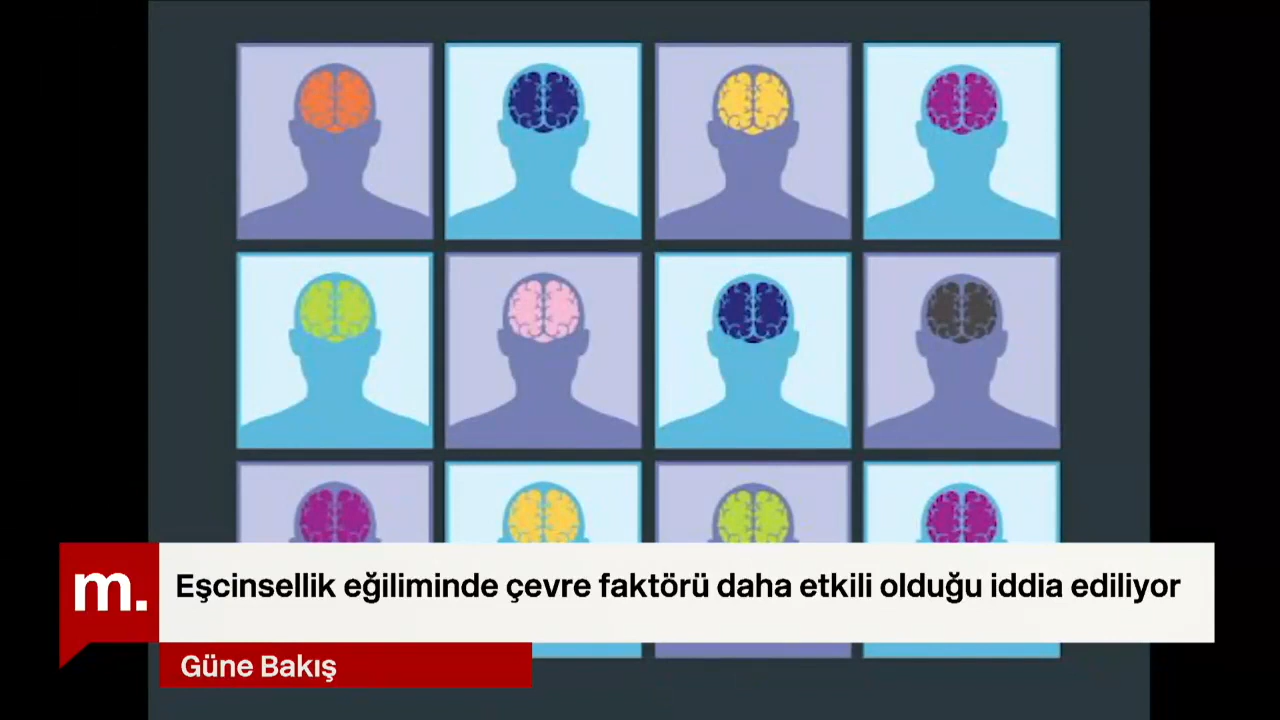 m.
Eşcinsellik eğiliminde çevre faktörü daha etkili olduğu iddia ediliyor
Güne Bakış